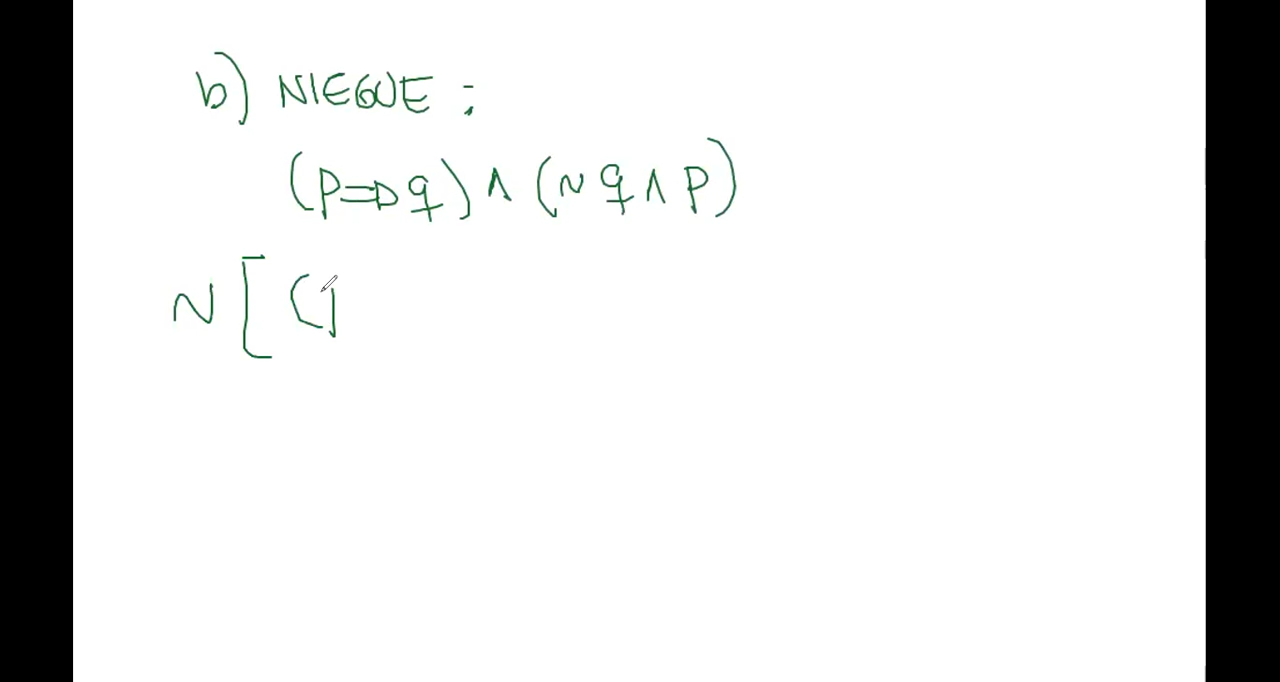 b) NIEGUE :
(P⇒q) ∧ (~q ∧ P)
~ [ (